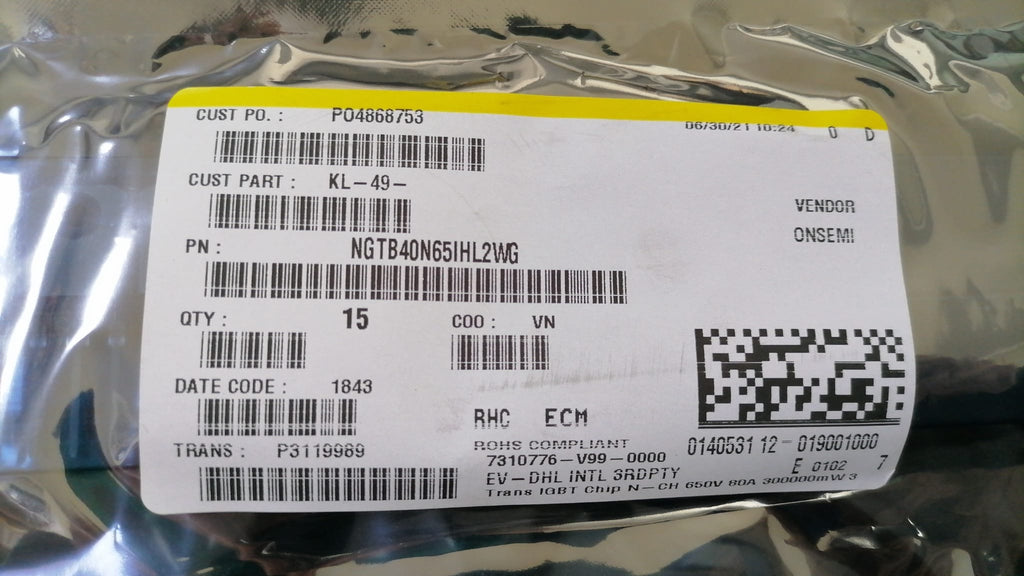 CUST PO. : PO4868753
06/30/21 10:24 0 D
CUST PART : KL-49-
VENDOR
ONSEMI
PN : NGTB40N65IHL2WG
QTY : 15 COO : VN
DATE CODE : 1843
RHC ECM
TRANS : P3119989
ROHS COMPLIANT
7310776-V99-0000
EV-DHL INTL 3RDPTY
Trans IGBT Chip N-CH 650V 80A 300000mW 3
0140531 12-019001000
E 0102 7